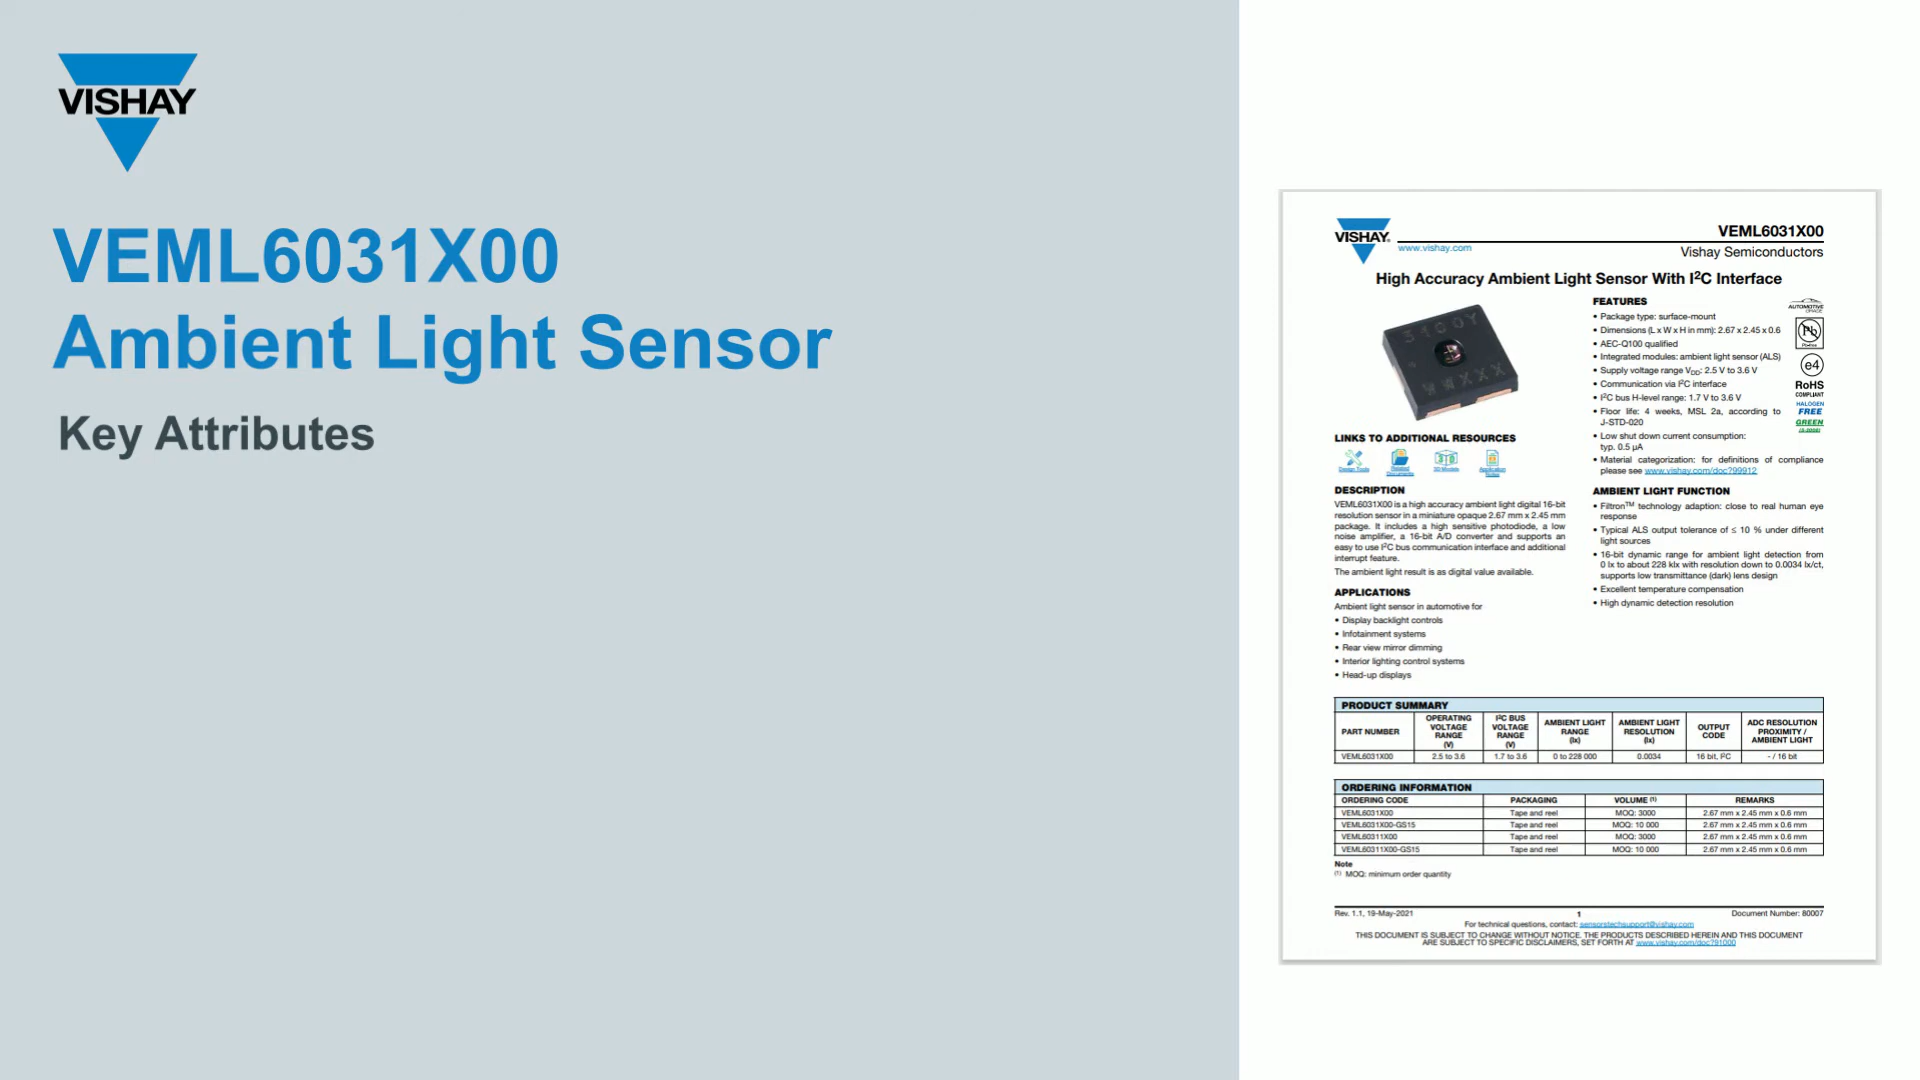 VISHAY
VEML6031X00
Ambient Light Sensor
Key Attributes
VISHAY.
www.vishay.com
VEML6031X00
Vishay Semiconductors
High Accuracy Ambient Light Sensor With I²C Interface
3100Y
WWXXX
LINKS TO ADDITIONAL RESOURCES
Design Tools
Related
Documents
3D Models
Application
Notes
DESCRIPTION
VEML6031X00 is a high accuracy ambient light digital 16-bit
resolution sensor in a miniature opaque 2.67 mm x 2.45 mm
package. It includes a high sensitive photodiode, a low
noise amplifier, a 16-bit A/D converter and supports an
easy to use I²C bus communication interface and additional
interrupt feature.
The ambient light result is as digital value available.
APPLICATIONS
Ambient light sensor in automotive for
• Display backlight controls
• Infotainment systems
• Rear view mirror dimming
• Interior lighting control systems
• Head-up displays
FEATURES
• Package type: surface-mount
• Dimensions (L x W x H in mm): 2.67 x 2.45 x 0.6
• AEC-Q100 qualified
• Integrated modules: ambient light sensor (ALS)
• Supply voltage range VDD: 2.5 V to 3.6 V
• Communication via I²C interface
• I²C bus H-level range: 1.7 V to 3.6 V
• Floor life: 4 weeks, MSL 2a, according to
J-STD-020
• Low shut down current consumption:
typ. 0.5 μA
• Material categorization: for definitions of compliance
please see www.vishay.com/doc?99912
AUTOMOTIVE
GRADE
Pb
Pb-free
e4
RoHS
COMPLIANT
HALOGEN
FREE
GREEN
(5-2008)
AMBIENT LIGHT FUNCTION
• Filtron™ technology adaption: close to real human eye
response
• Typical ALS output tolerance of ≤ 10 % under different
light sources
• 16-bit dynamic range for ambient light detection from
0 lx to about 228 klx with resolution down to 0.0034 lx/ct,
supports low transmittance (dark) lens design
• Excellent temperature compensation
• High dynamic detection resolution
PRODUCT SUMMARY
PART NUMBER OPERATING VOLTAGE RANGE (V) I²C BUS VOLTAGE RANGE (V) AMBIENT LIGHT RANGE (lx) AMBIENT LIGHT RESOLUTION (lx) OUTPUT CODE ADC RESOLUTION PROXIMITY / AMBIENT LIGHT
VEML6031X00 2.5 to 3.6 1.7 to 3.6 0 to 228 000 0.0034 16 bit, I²C - / 16 bit
ORDERING INFORMATION
ORDERING CODE PACKAGING VOLUME (1) REMARKS
VEML6031X00 Tape and reel MOQ: 3000 2.67 mm x 2.45 mm x 0.6 mm
VEML6031X00-GS15 Tape and reel MOQ: 10 000 2.67 mm x 2.45 mm x 0.6 mm
VEML60311X00 Tape and reel MOQ: 3000 2.67 mm x 2.45 mm x 0.6 mm
VEML60311X00-GS15 Tape and reel MOQ: 10 000 2.67 mm x 2.45 mm x 0.6 mm
Note
(1) MOQ: minimum order quantity
Rev. 1.1, 19-May-2021 1 Document Number: 80007
For technical questions, contact: sensorstechsupport@vishay.com
THIS DOCUMENT IS SUBJECT TO CHANGE WITHOUT NOTICE. THE PRODUCTS DESCRIBED HEREIN AND THIS DOCUMENT
ARE SUBJECT TO SPECIFIC DISCLAIMERS, SET FORTH AT www.vishay.com/doc?91000